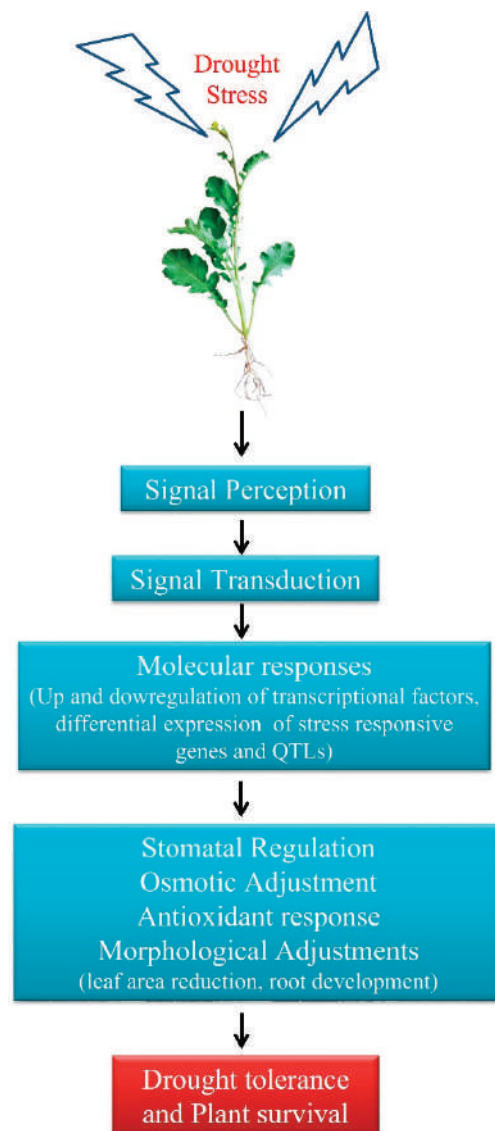 Drought
Stress
Signal Perception
Signal Transduction
Molecular responses
(Up and dowregulation of transcriptional factors,
differential expression of stress responsive
genes and QTLs)
Stomatal Regulation
Osmotic Adjustment
Antioxidant response
Morphological Adjustments
(leaf area reduction, root development)
Drought tolerance
and Plant survival